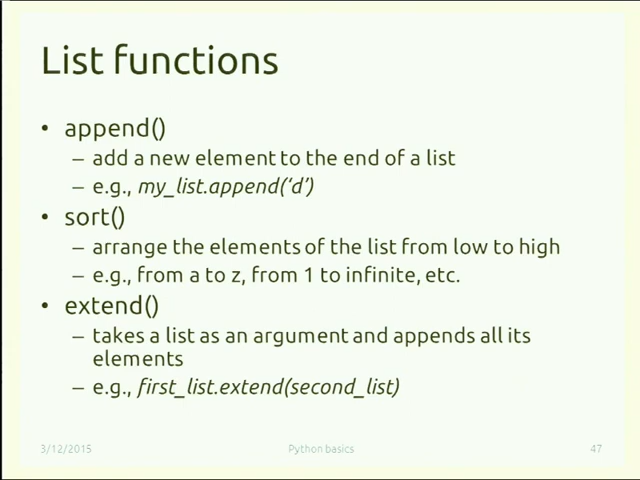 List functions
• append()
– add a new element to the end of a list
– e.g., my_list.append(‘d’)
• sort()
– arrange the elements of the list from low to high
– e.g., from a to z, from 1 to infinite, etc.
• extend()
– takes a list as an argument and appends all its
elements
– e.g., first_list.extend(second_list)
3/12/2015 Python basics 47